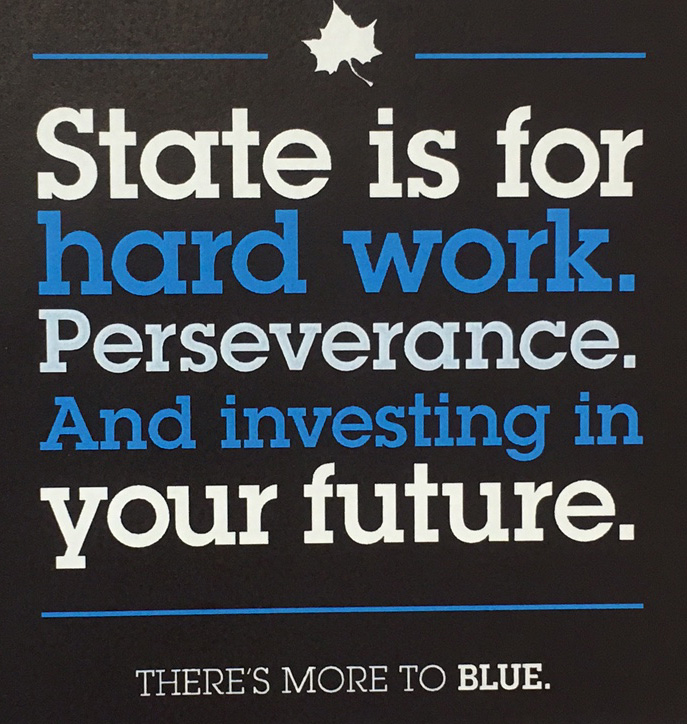 State is for
hard work.
Perseverance.
And investing in
your future.
THERE'S MORE TO BLUE.